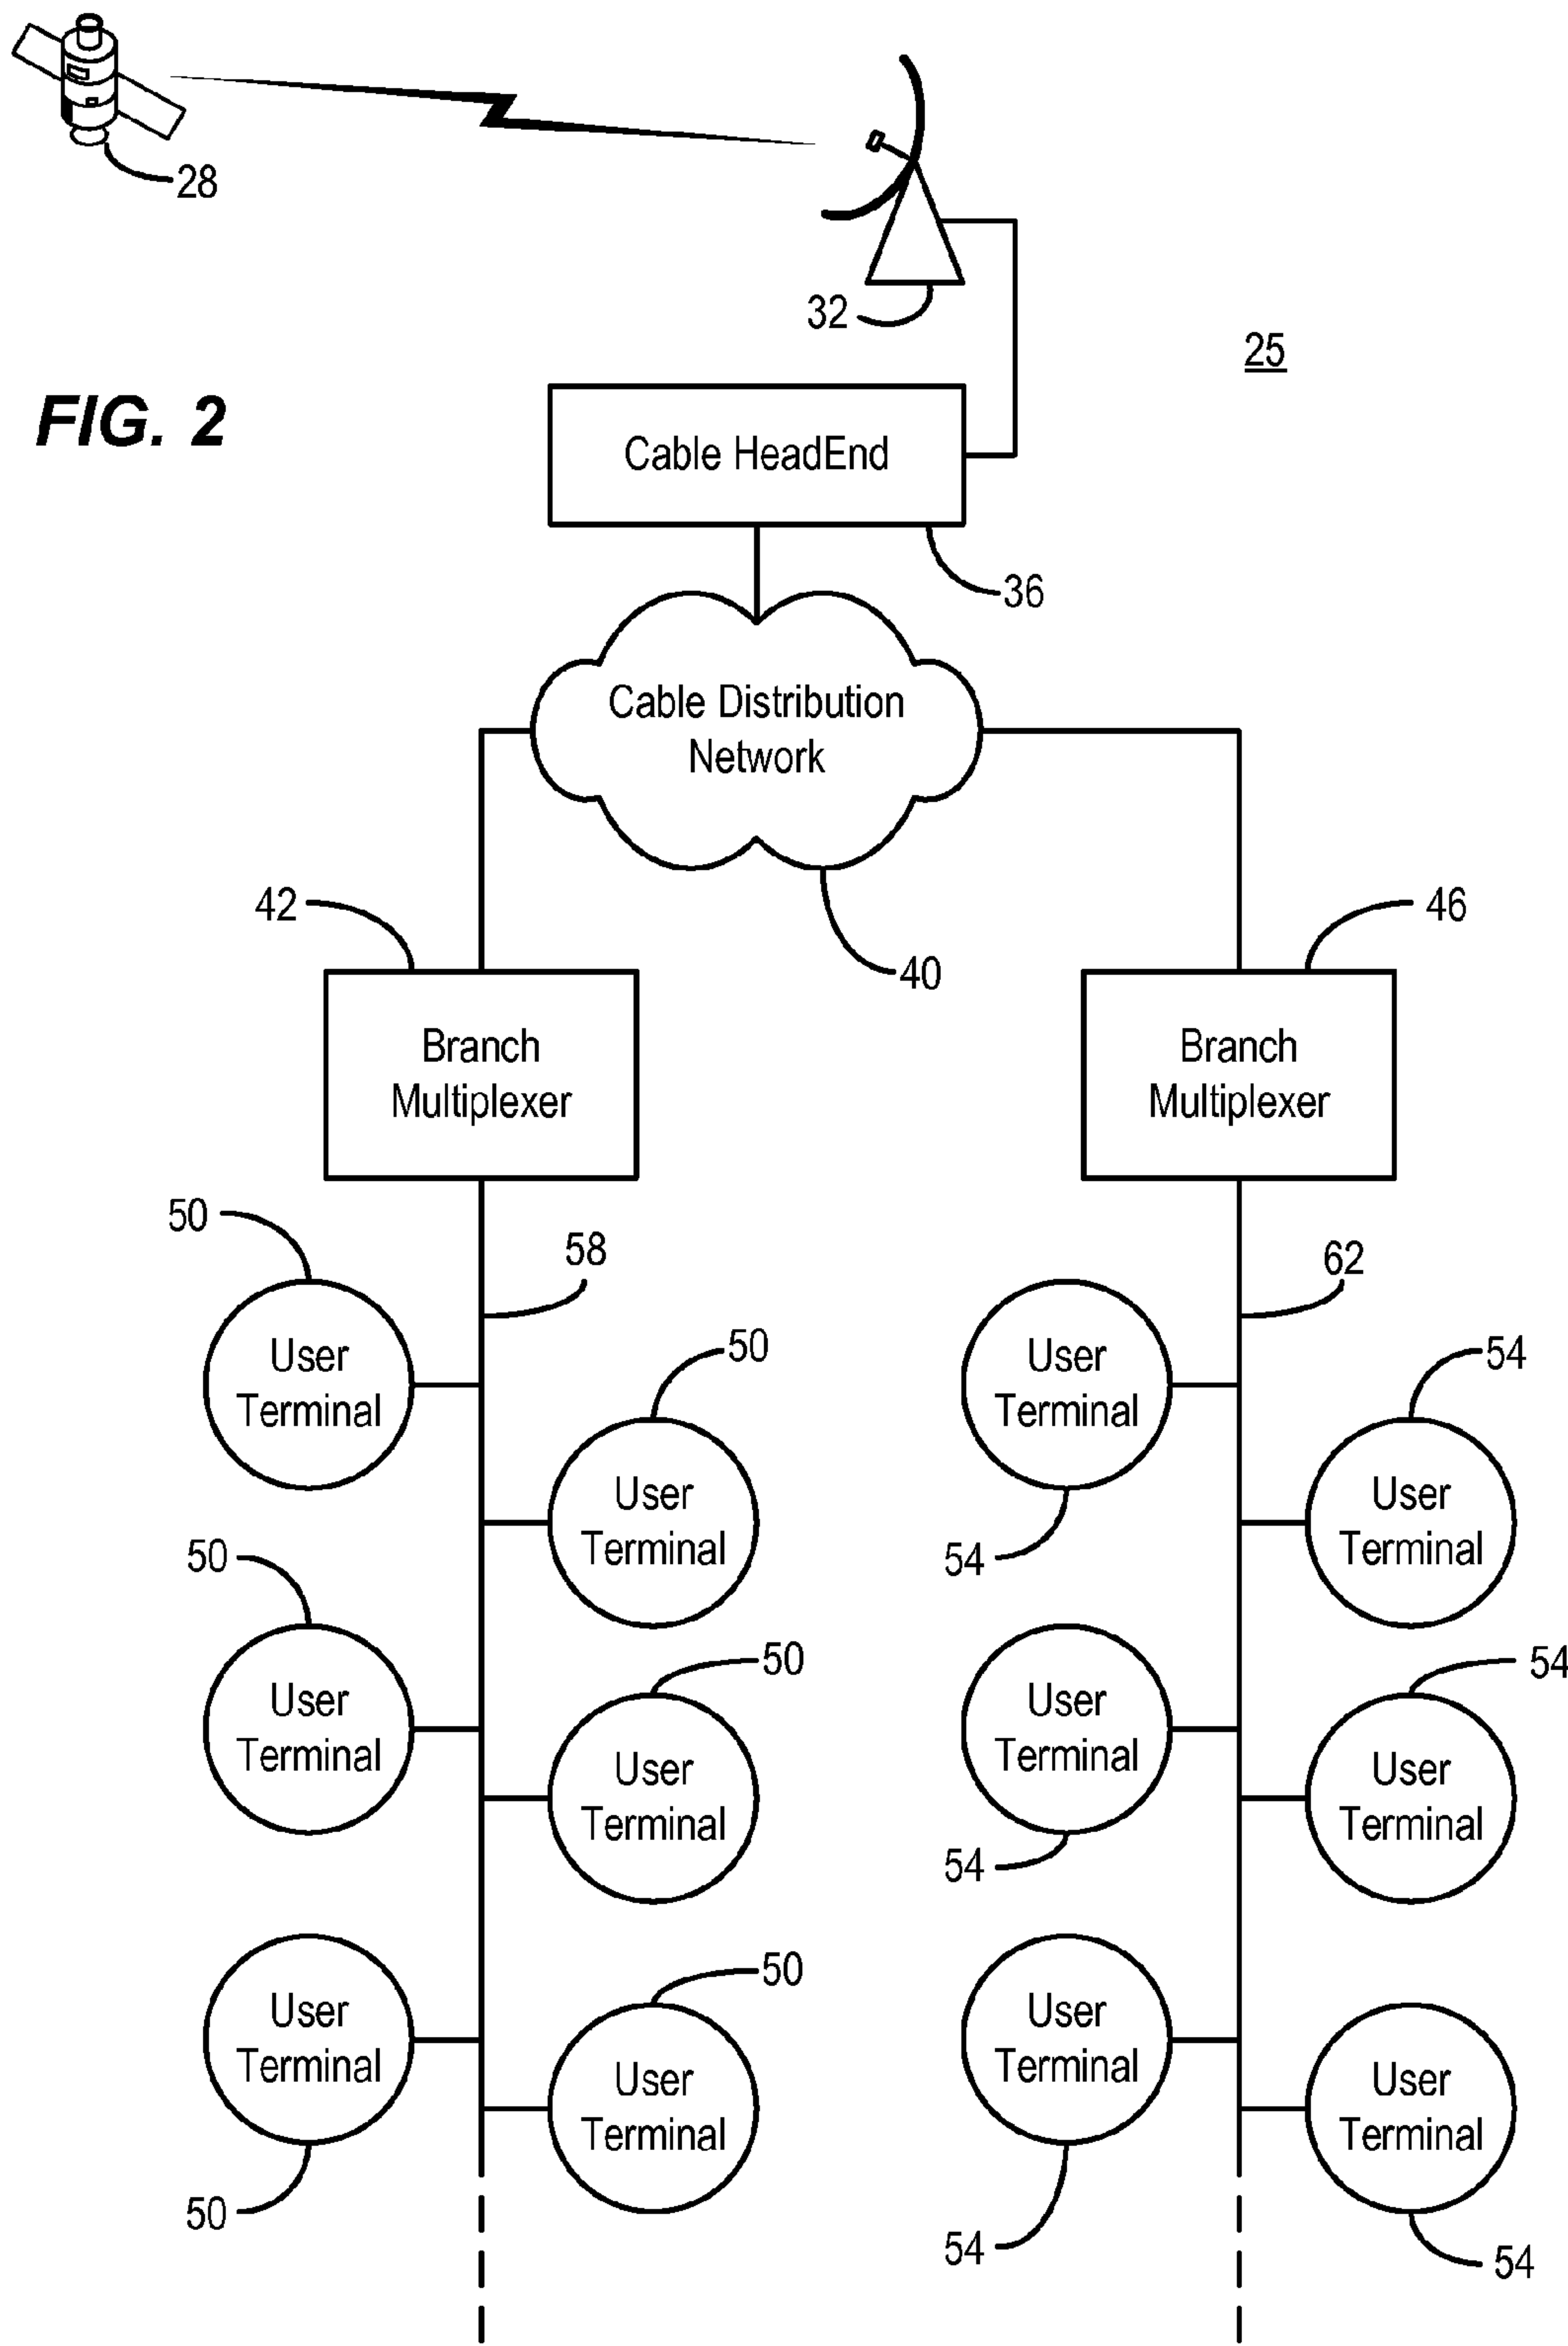 28
32
25
FIG. 2
Cable HeadEnd
36
Cable Distribution
Network
42
46
40
Branch
Multiplexer
Branch
Multiplexer
50
58
62
User
Terminal
50
User
Terminal
54
User
Terminal
User
Terminal
50
54
User
Terminal
50
User
Terminal
54
User
Terminal
54
User
Terminal
User
Terminal
50
User
Terminal
54
User
Terminal
User
Terminal
50
54
54